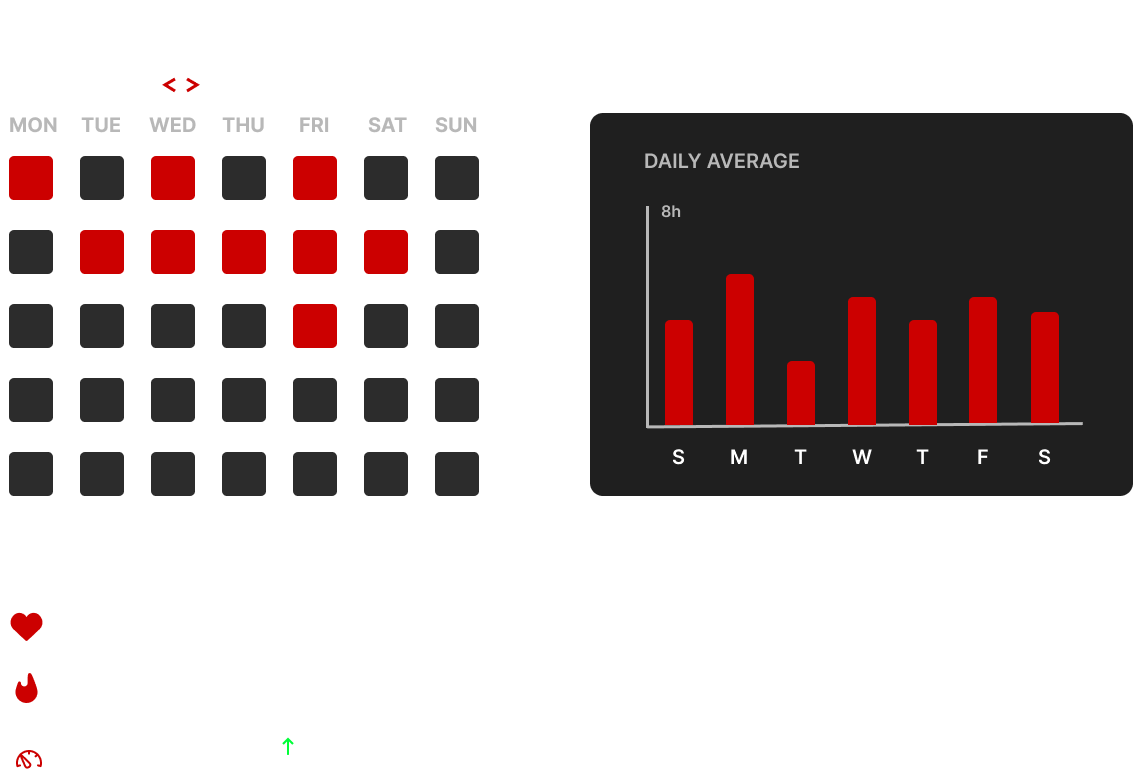 < >
MON TUE WED THU FRI SAT SUN
DAILY AVERAGE
8h
S M T W T F S